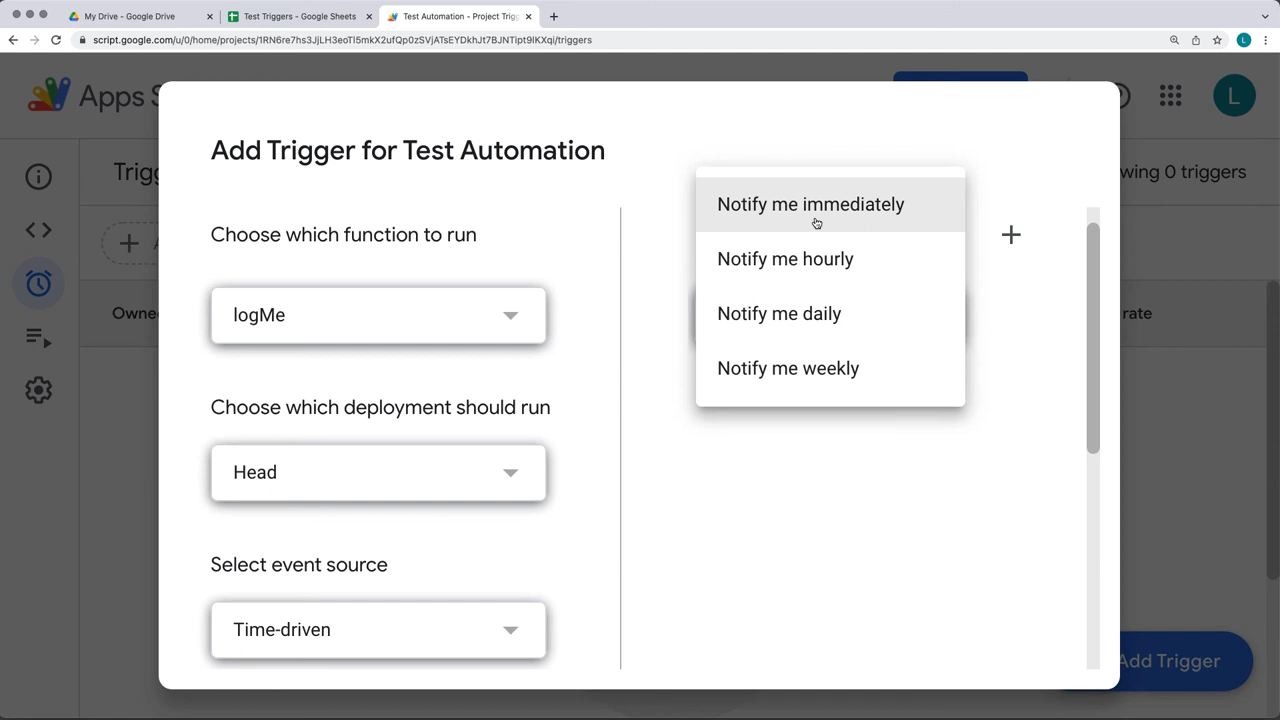 My Drive - Google Drive
Test Triggers - Google Sheets
Test Automation - Project Trigg
script.google.com/u/0/home/projects/1RN6re7hs3JjLH3eoTI5mkX2ufQp0zSVjATsEYDkhJt7BJNTipt9IKXqi/triggers
L
Apps S
L
Add Trigger for Test Automation
Trigg
wing 0 triggers
Notify me immediately
Notify me hourly
Notify me daily
Notify me weekly
Choose which function to run
logMe
Owne
rate
Choose which deployment should run
Head
Select event source
Time-driven
Add Trigger